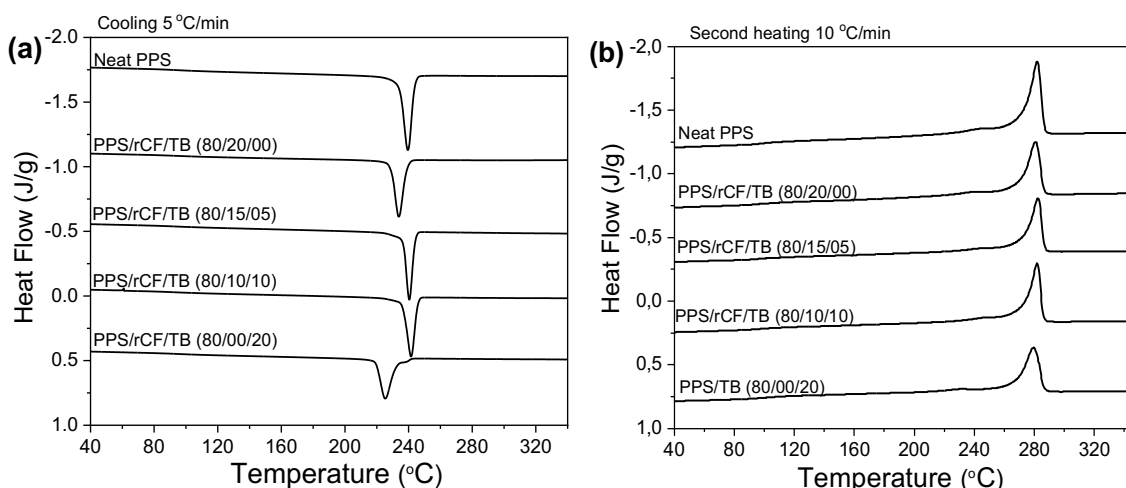 Cooling 5 °C/min
(a)
-2.0
-1.5
-1.0
-0.5
0.0
0.5
1.0
Heat Flow (J/g)
Neat PPS
PPS/rCF/TB (80/20/00)
PPS/rCF/TB (80/15/05)
PPS/rCF/TB (80/10/10)
PPS/rCF/TB (80/00/20)
40 80 120 160 200 240 280 320
Temperature (°C)
Second heating 10 °C/min
(b)
-2,0
-1,5
-1,0
-0,5
0,0
0,5
1,0
Heat Flow (J/g)
Neat PPS
PPS/rCF/TB (80/20/00)
PPS/rCF/TB (80/15/05)
PPS/rCF/TB (80/10/10)
PPS/TB (80/00/20)
40 80 120 160 200 240 280 320
Temperature (°C)